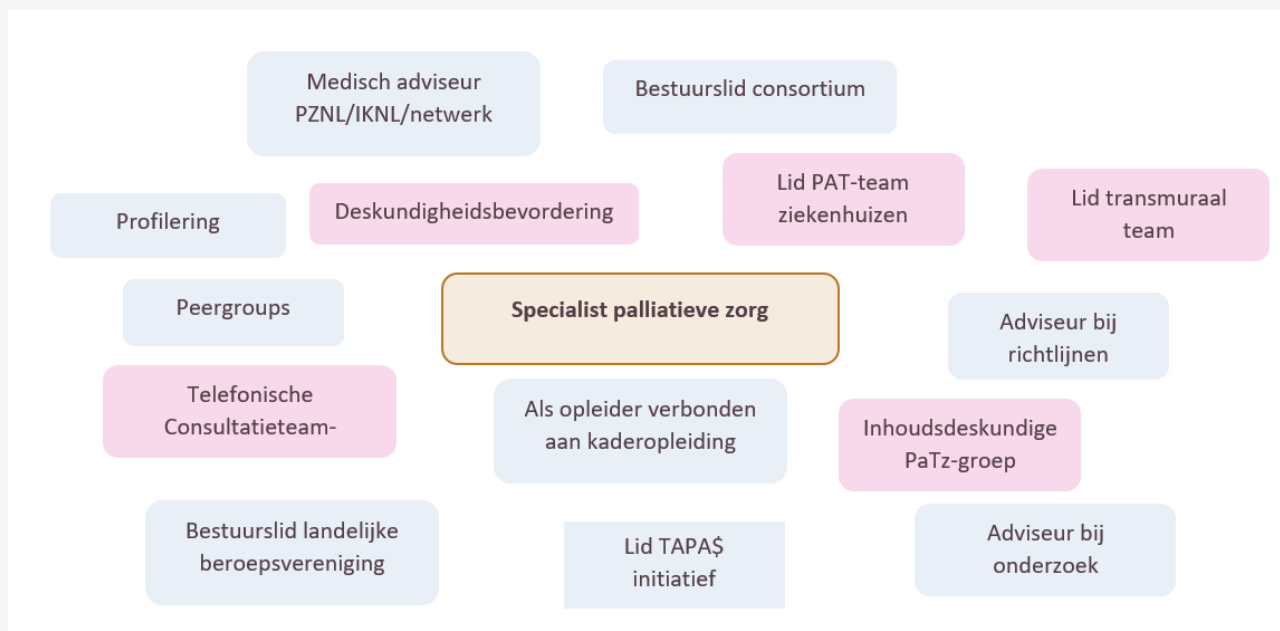 Medisch adviseur
PZNL/IKNL/netwerk
Bestuurslid consortium
Lid PAT-team
ziekenhuizen
Lid transmuraal
team
Profilering
Deskundigheidsbevordering
Peergroups
Specialist palliatieve zorg
Adviseur bij
richtlijnen
Telefonische
Consultatieteam-
Als opleider verbonden
aan kaderopleiding
Inhoudsdeskundige
PaTz-groep
Bestuurslid landelijke
beroepsvereniging
Lid TAPA$
initiatief
Adviseur bij
onderzoek